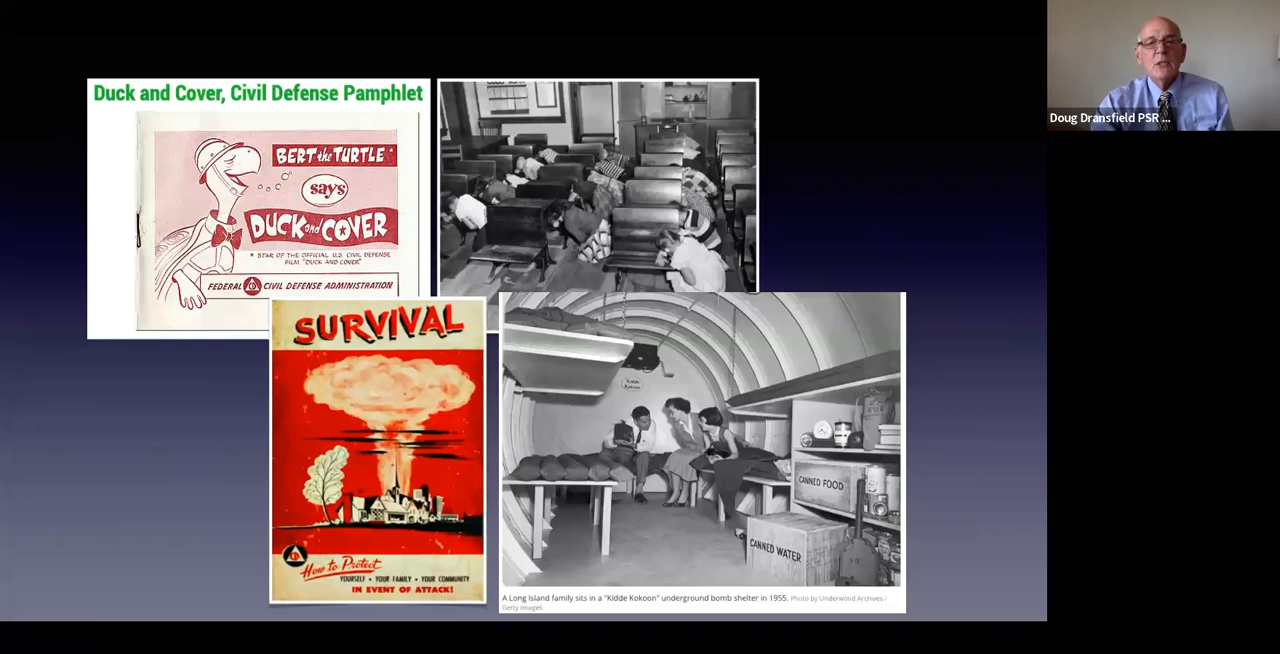 Duck and Cover, Civil Defense Pamphlet
BERT the TURTLE
says
DUCK and COVER
* STAR OF THE OFFICIAL U.S. CIVIL DEFENSE
FILM "DUCK AND COVER"
FEDERAL CD CIVIL DEFENSE ADMINISTRATION
SURVIVAL
How to Protect
YOURSELF • YOUR FAMILY • YOUR COMMUNITY
IN EVENT OF ATTACK!
Kidde
Kokoon
CANNED FOOD
CANNED WATER
A Long Island family sits in a "Kidde Kokoon" underground bomb shelter in 1955. Photo by Underwood Archives /
Getty Images
Doug Dransfield PSR ...